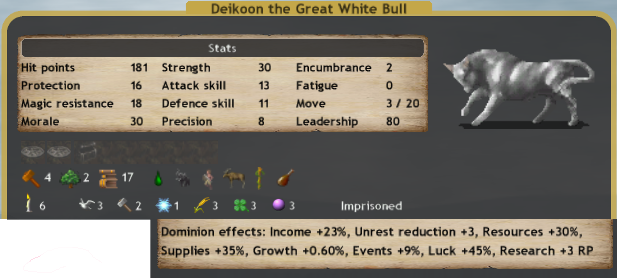 Deikoon the Great White Bull
Stats
Hit points 181 Strength 30 Encumbrance 2
Protection 16 Attack skill 13 Fatigue 0
Magic resistance 18 Defence skill 11 Move 3 / 20
Morale 30 Precision 8 Leadership 80
4 2 17
6 3 2 1 3 3 3 Imprisoned
Dominion effects: Income +23%, Unrest reduction +3, Resources +30%,
Supplies +35%, Growth +0.60%, Events +9%, Luck +45%, Research +3 RP